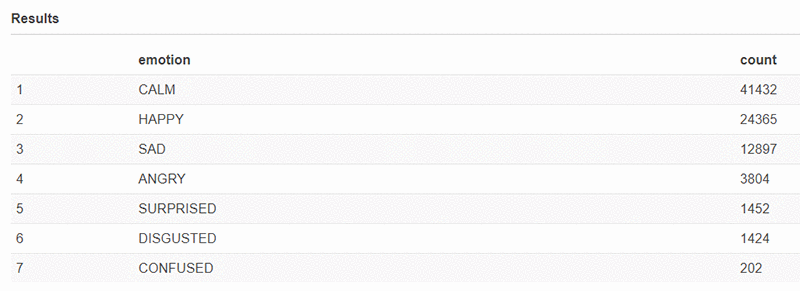 Results
emotion count
1 CALM 41432
2 HAPPY 24365
3 SAD 12897
4 ANGRY 3804
5 SURPRISED 1452
6 DISGUSTED 1424
7 CONFUSED 202